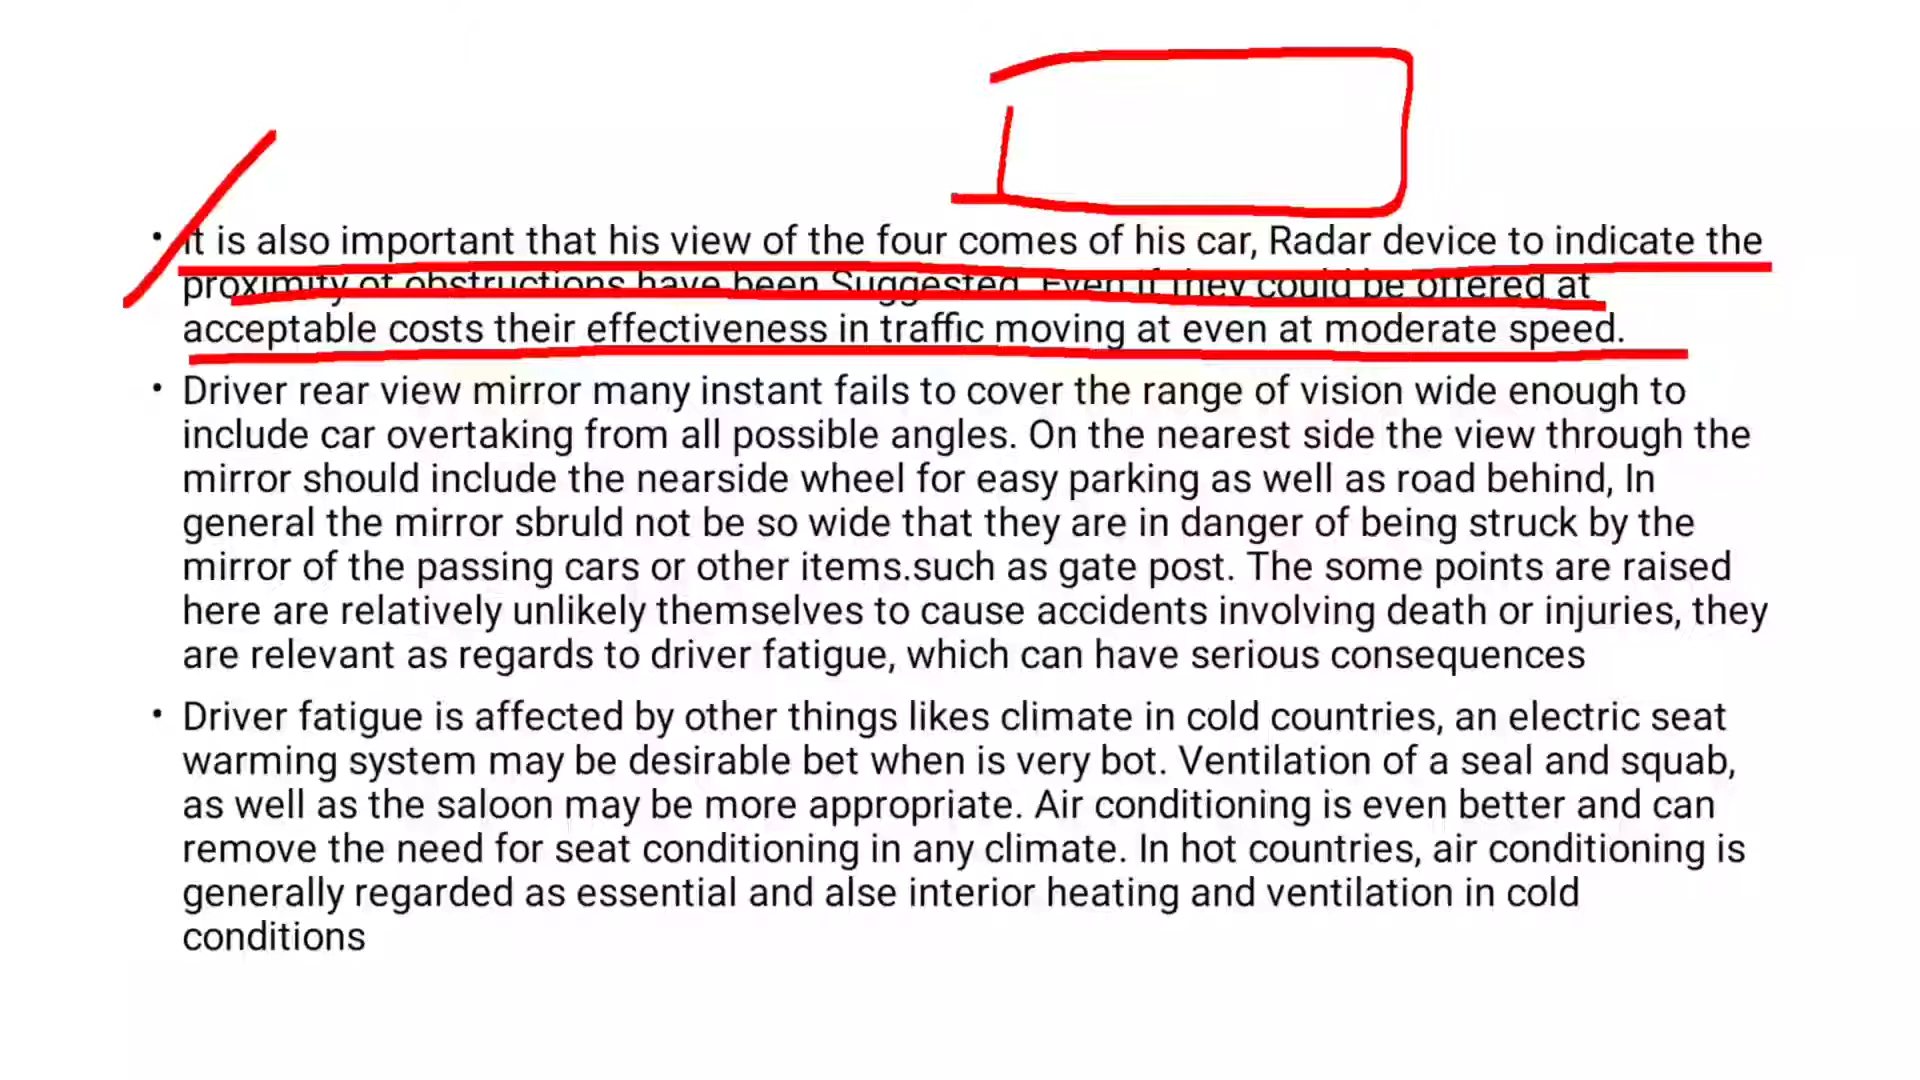 • It is also important that his view of the four comes of his car, Radar device to indicate the
proximity of obstructions have been Suggested. Even if they could be offered at
acceptable costs their effectiveness in traffic moving at even at moderate speed.
• Driver rear view mirror many instant fails to cover the range of vision wide enough to
include car overtaking from all possible angles. On the nearest side the view through the
mirror should include the nearside wheel for easy parking as well as road behind, In
general the mirror sbruld not be so wide that they are in danger of being struck by the
mirror of the passing cars or other items.such as gate post. The some points are raised
here are relatively unlikely themselves to cause accidents involving death or injuries, they
are relevant as regards to driver fatigue, which can have serious consequences
• Driver fatigue is affected by other things likes climate in cold countries, an electric seat
warming system may be desirable bet when is very bot. Ventilation of a seal and squab,
as well as the saloon may be more appropriate. Air conditioning is even better and can
remove the need for seat conditioning in any climate. In hot countries, air conditioning is
generally regarded as essential and alse interior heating and ventilation in cold
conditions